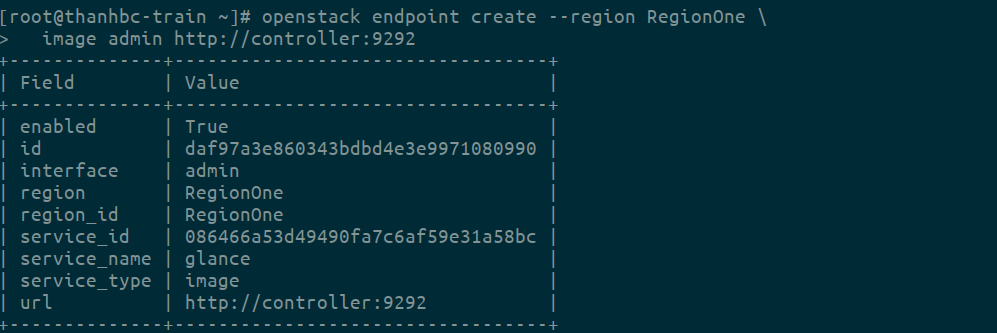 [root@thanhbc-train ~]# openstack endpoint create --region RegionOne \
>   image admin http://controller:9292
+--------------+----------------------------------+
| Field        | Value                            |
+--------------+----------------------------------+
| enabled      | True                             |
| id           | daf97a3e860343bdbd4e3e9971080990 |
| interface    | admin                            |
| region       | RegionOne                        |
| region_id    | RegionOne                        |
| service_id   | 086466a53d49490fa7c6af59e31a58bc |
| service_name | glance                           |
| service_type | image                            |
| url          | http://controller:9292           |
+--------------+----------------------------------+